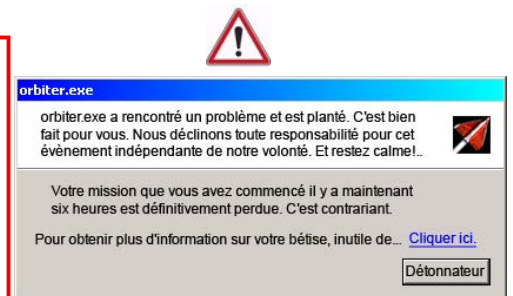 orbiter.exe
orbiter.exe a rencontré un problème et est planté. C'est bien
fait pour vous. Nous déclinons toute responsabilité pour cet
évènement indépendante de notre volonté. Et restez calme!..
Votre mission que vous avez commencé il y a maintenant
six heures est définitivement perdue. C'est contrariant.
Pour obtenir plus d'information sur votre bétise, inutile de... Cliquer ici.
Détonnateur